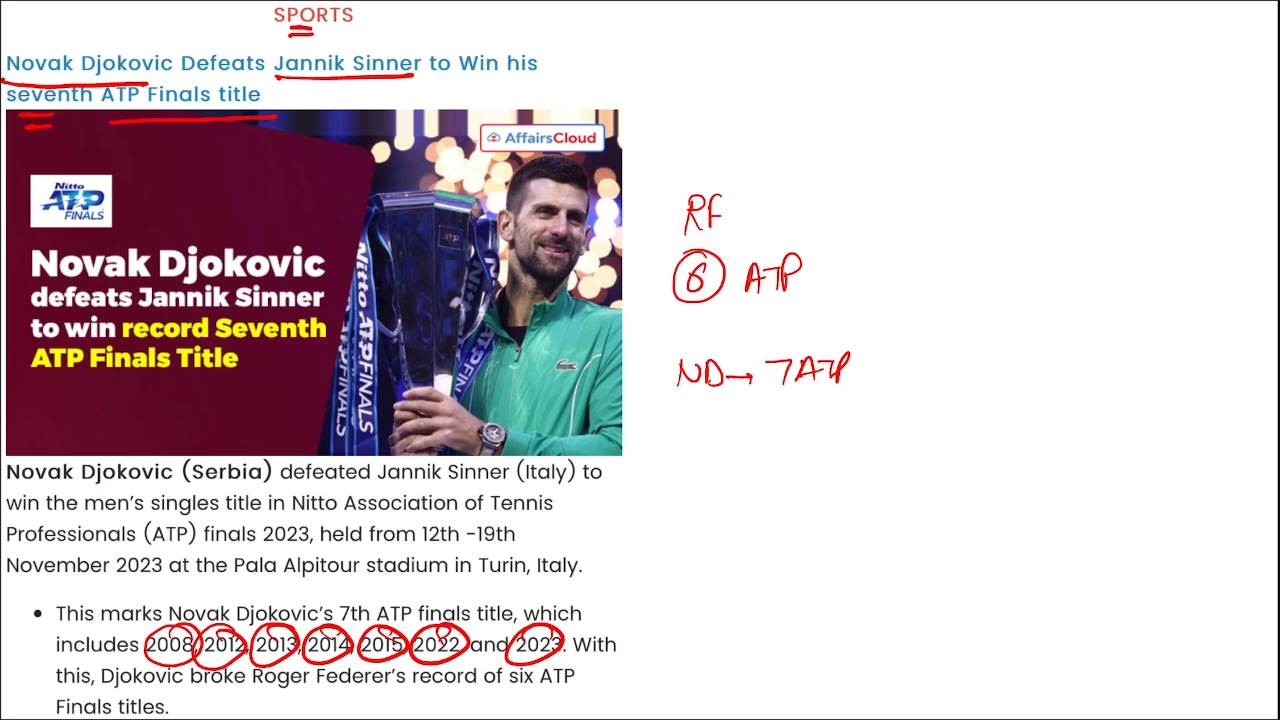 SPORTS
Novak Djokovic Defeats Jannik Sinner to Win his
seventh ATP Finals title
AffairsCloud
Nitto
ATP
FINALS
Novak Djokovic
defeats Jannik Sinner
to win record Seventh
ATP Finals Title
ATP
Nitto ATP FINALS
Nitto ATP FINALS
RF
6 ATP
ND → 7 ATP
Novak Djokovic (Serbia) defeated Jannik Sinner (Italy) to
win the men’s singles title in Nitto Association of Tennis
Professionals (ATP) finals 2023, held from 12th -19th
November 2023 at the Pala Alpitour stadium in Turin, Italy.
• This marks Novak Djokovic’s 7th ATP finals title, which
includes 2008, 2012, 2013, 2014, 2015, 2022, and 2023. With
this, Djokovic broke Roger Federer’s record of six ATP
Finals titles.